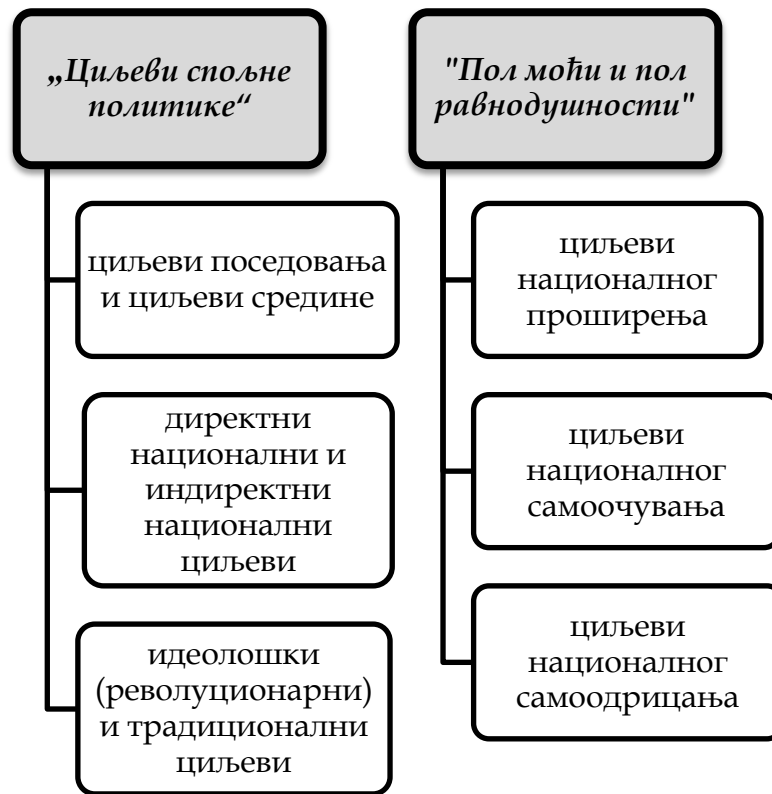 „Циљеви спољне
политике“
циљеви поседовања
и циљеви средине
директни
национални и
индиректни
национални
циљеви
идеолошки
(револуционарни)
и традиционални
циљеви
"Пол моћи и пол
равнодушности"
циљеви
националног
проширења
циљеви
националног
самоочувања
циљеви
националног
самоодрицања